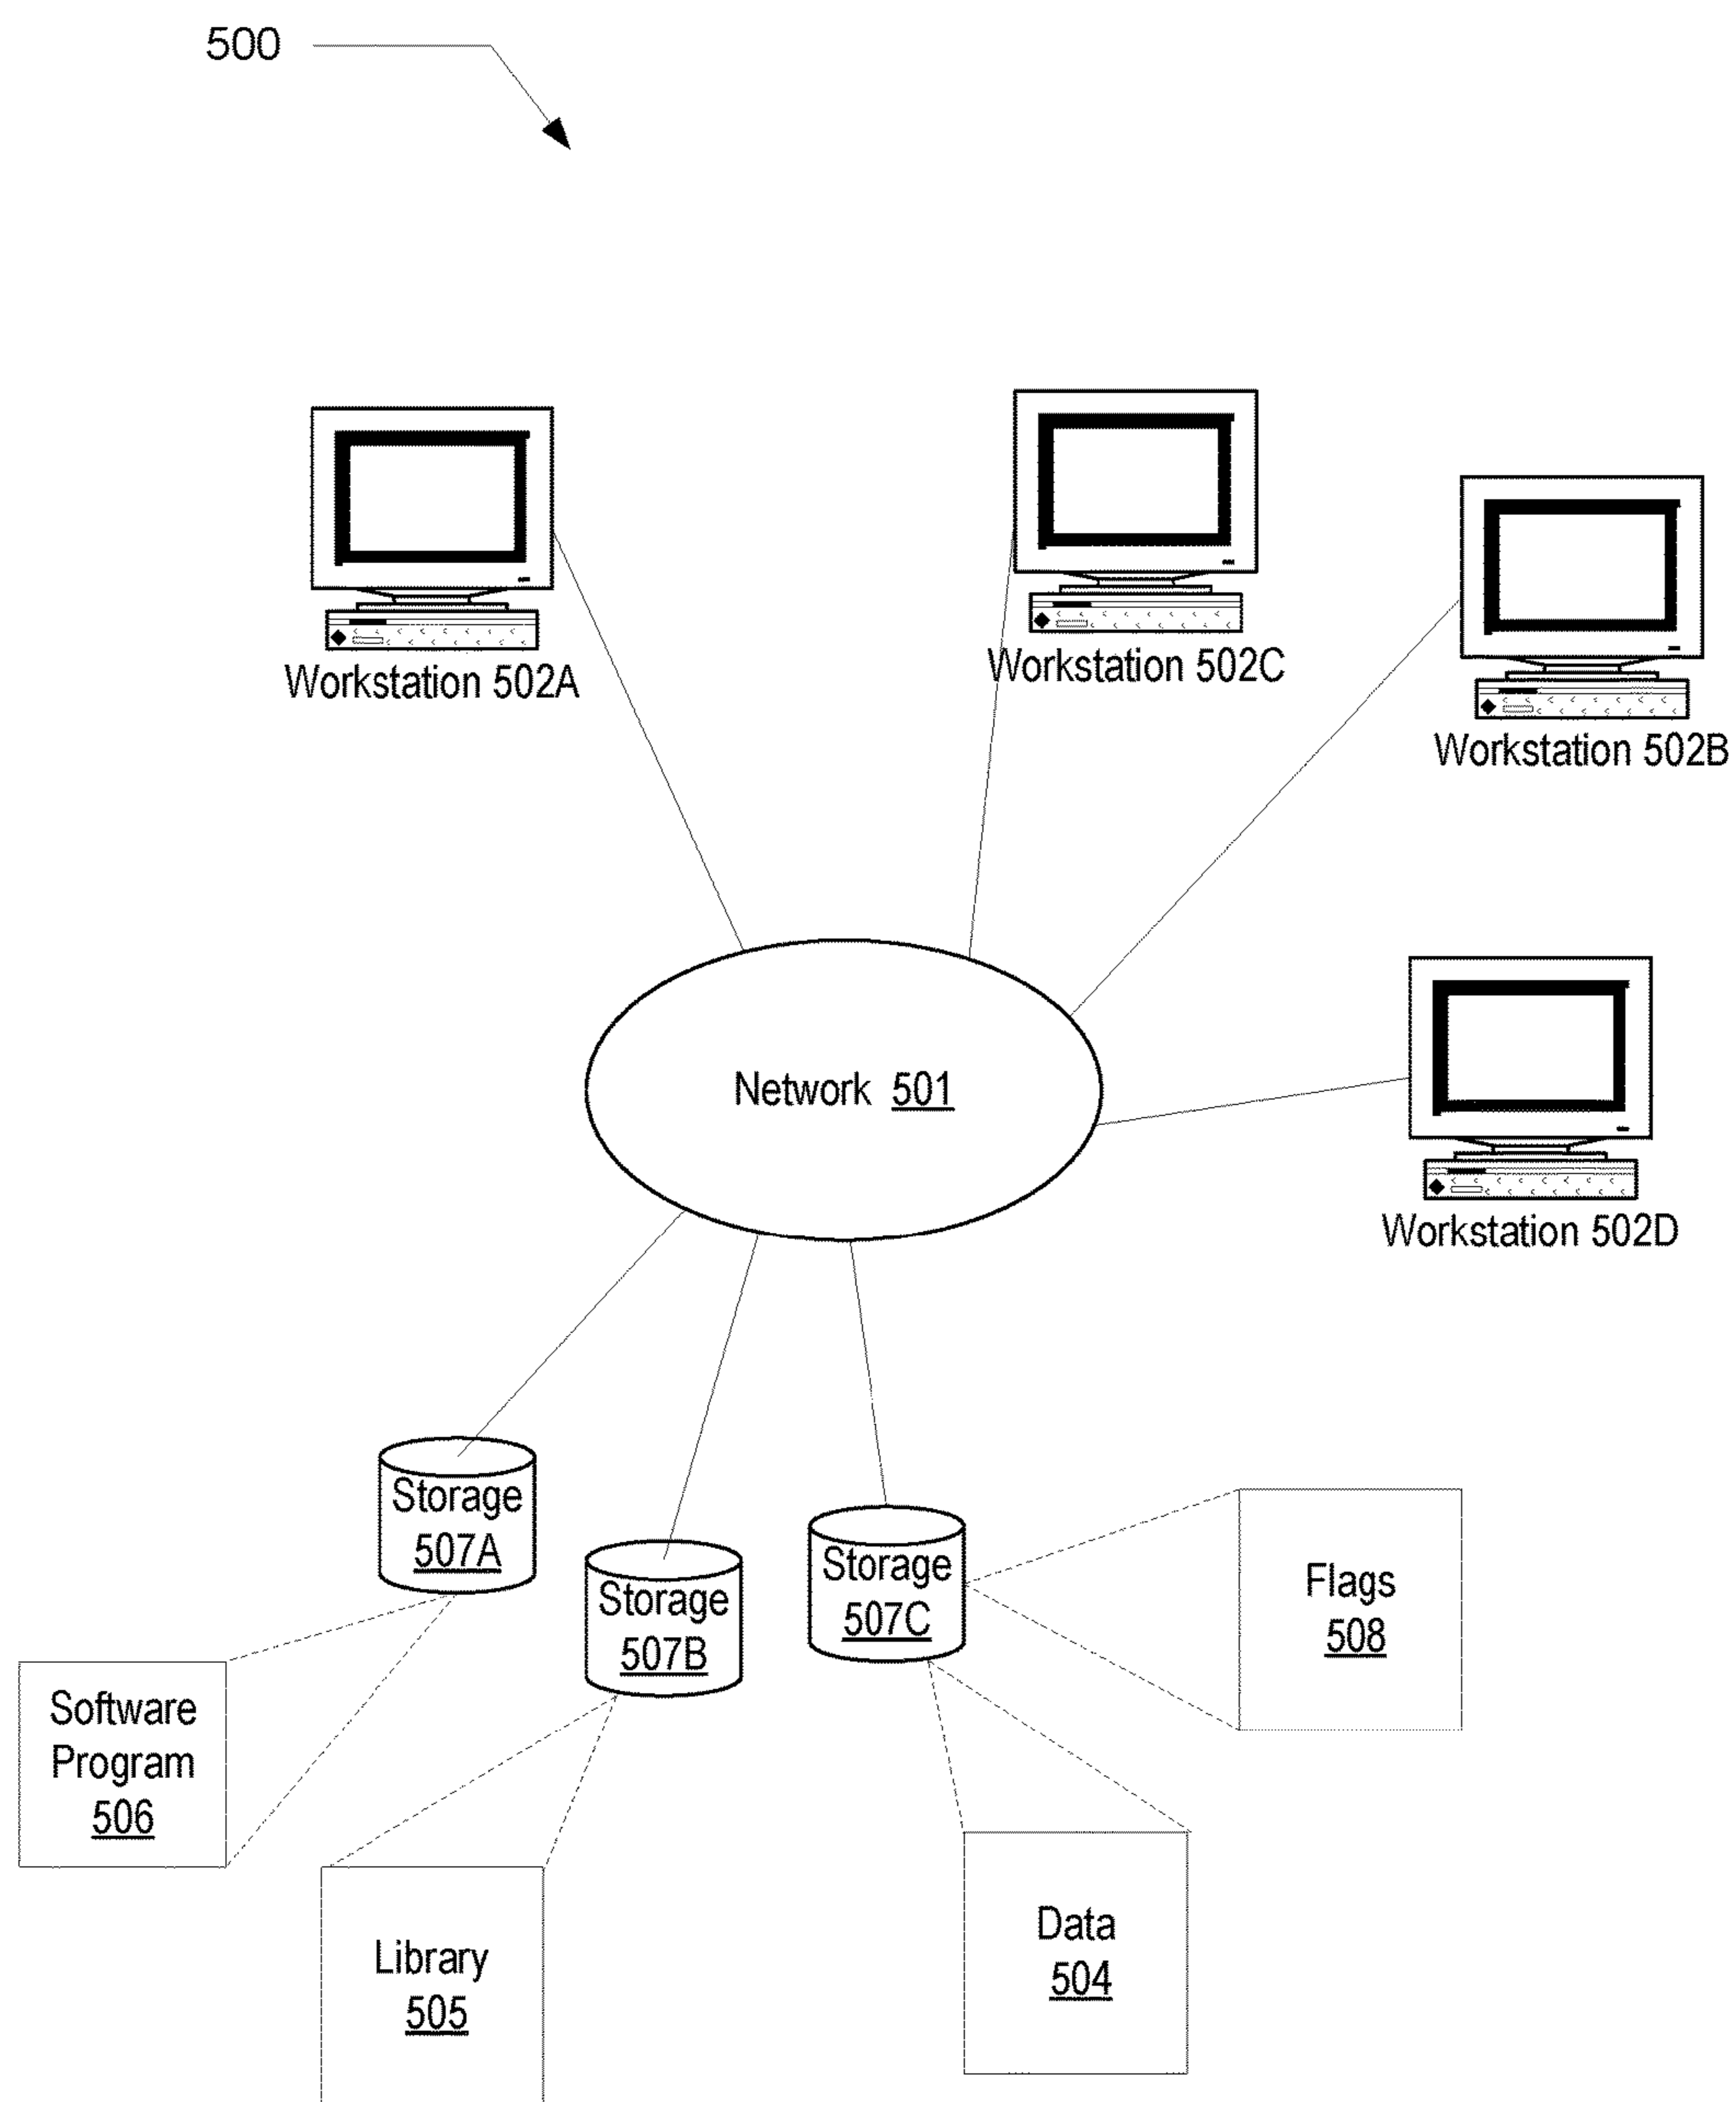 500
Workstation 502A
Workstation 502C
Workstation 502B
Network 501
Workstation 502D
Storage
507A
Storage
507B
Storage
507C
Flags
508
Software
Program
506
Library
505
Data
504